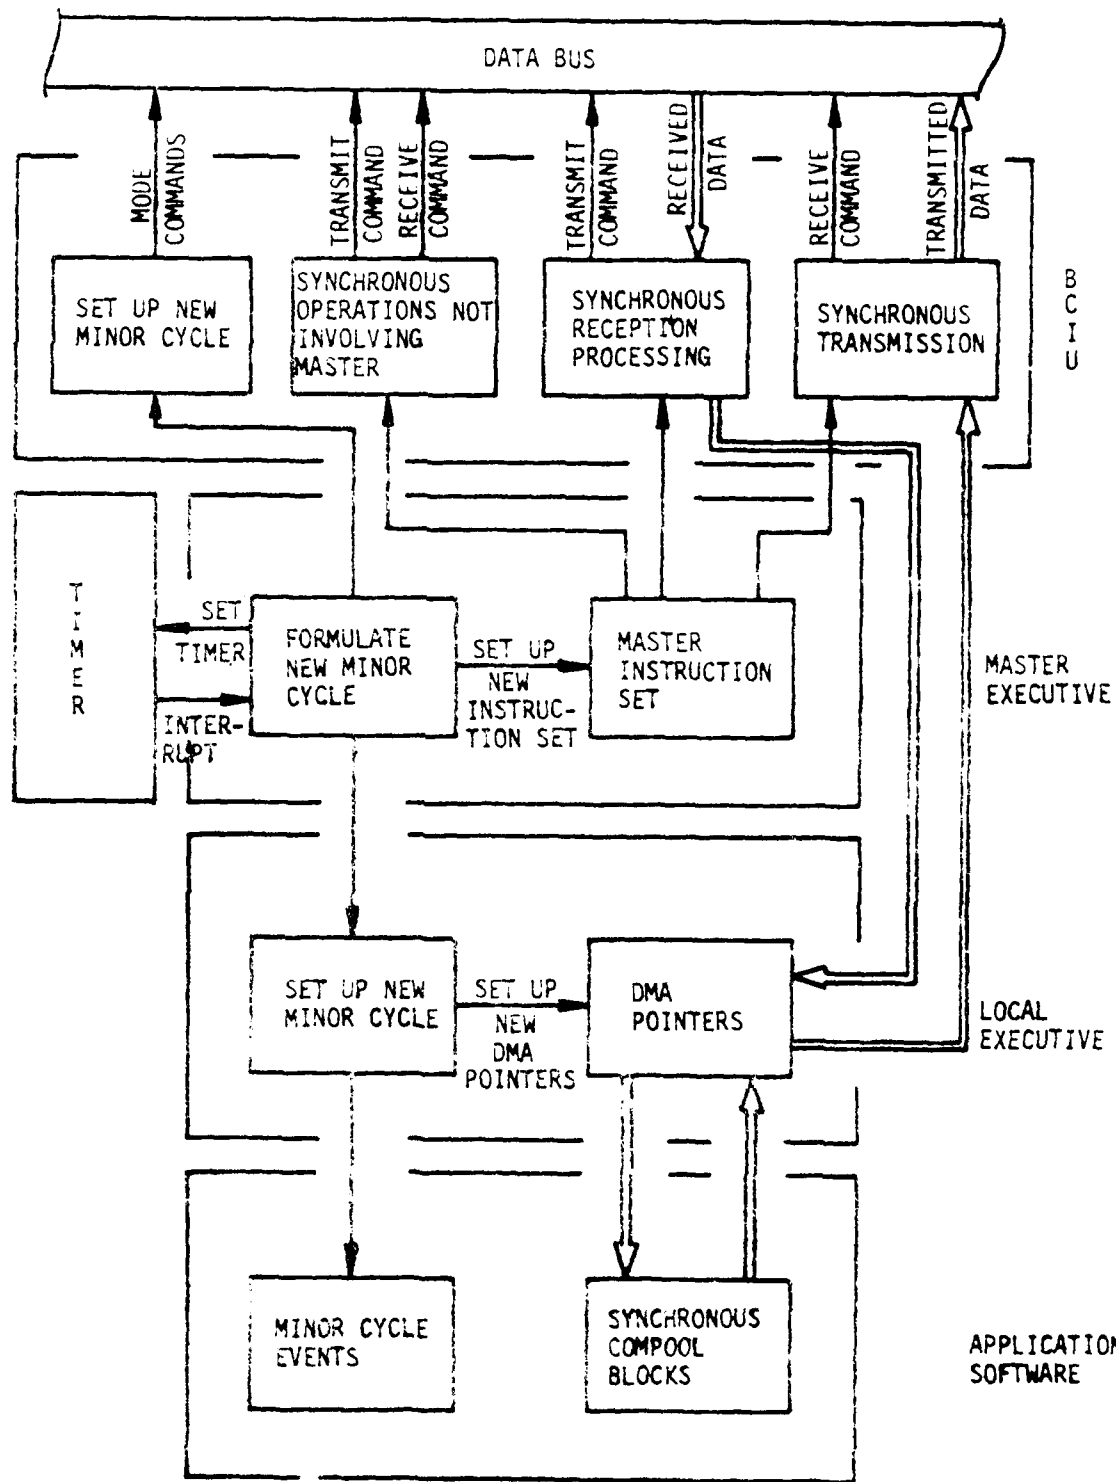 DATA BUS
MODE
COMMANDS
TRANSMIT
COMMAND
RECEIVE
COMMAND
TRANSMIT
COMMAND
RECEIVED
DATA
RECEIVE
COMMAND
TRANSMITTED
DATA
SET UP NEW
MINOR CYCLE
SYNCHRONOUS
OPERATIONS NOT
INVOLVING
MASTER
SYNCHRONOUS
RECEPTION
PROCESSING
SYNCHRONOUS
TRANSMISSION
B
C
I
U
T
I
M
E
R
SET
TIMER
INTER-
RUPT
FORMULATE
NEW MINOR
CYCLE
SET UP
NEW
INSTRUC-
TION SET
MASTER
INSTRUCTION
SET
MASTER
EXECUTIVE
SET UP NEW
MINOR CYCLE
SET UP
NEW
DMA
POINTERS
DMA
POINTERS
LOCAL
EXECUTIVE
MINOR CYCLE
EVENTS
SYNCHRONOUS
COMPOOL
BLOCKS
APPLICATION
SOFTWARE